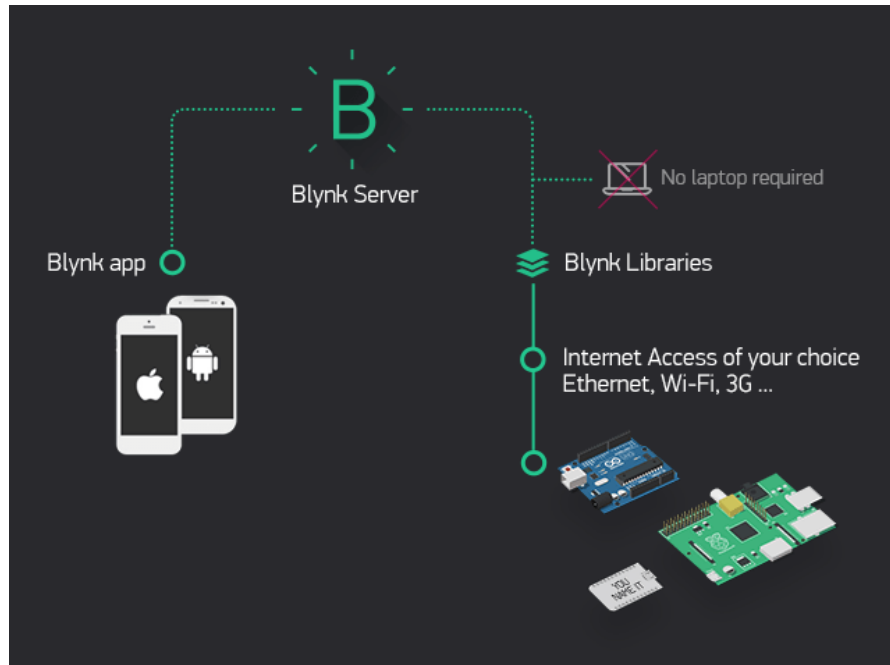 B
Blynk Server
No laptop required
Blynk app
Blynk Libraries
Internet Access of your choice
Ethernet, Wi-Fi, 3G ...
YOU
NAME IT